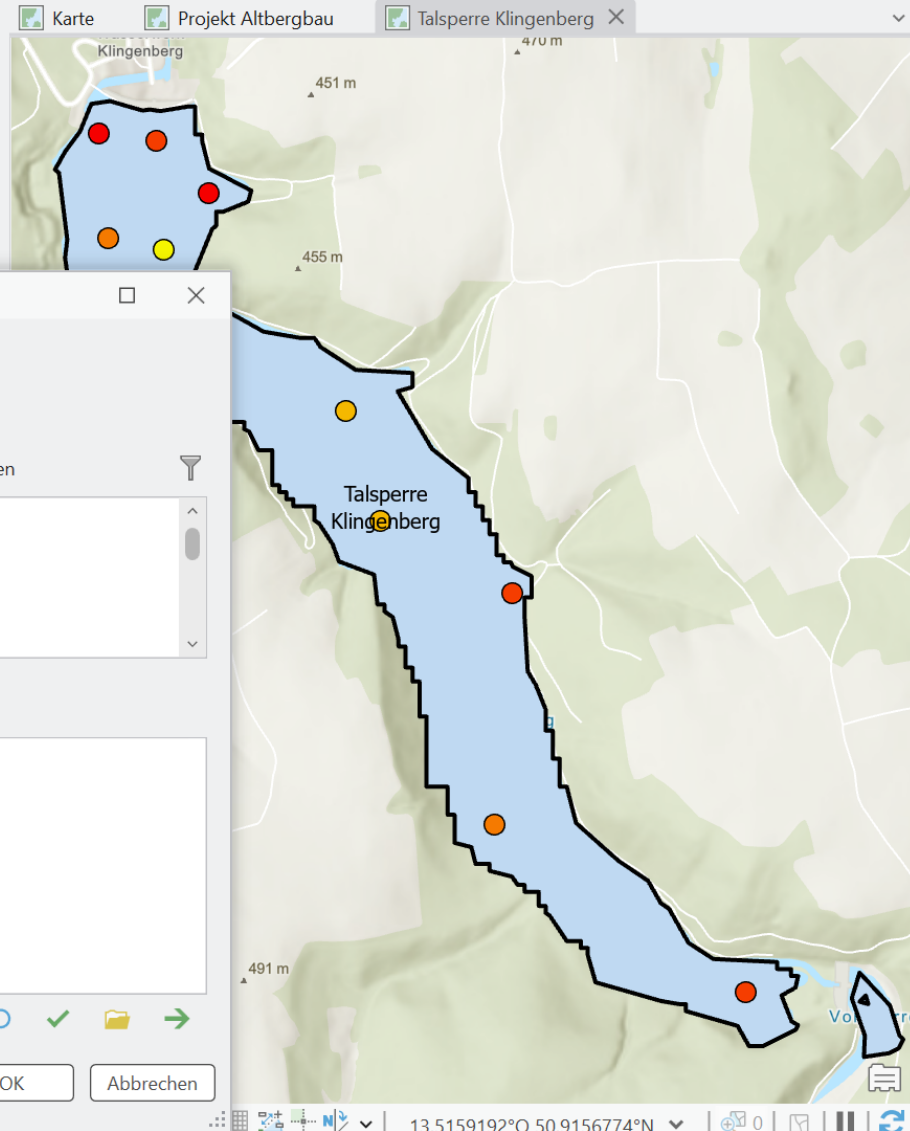 Karte
Projekt Altbergbau
Talsperre Klingenberg
Klingenberg
470 m
451 m
455 m
en
Talsperre
Klingenberg
g
491 m
OK
Abbrechen
13,5159192°O 50,9156774°N
0